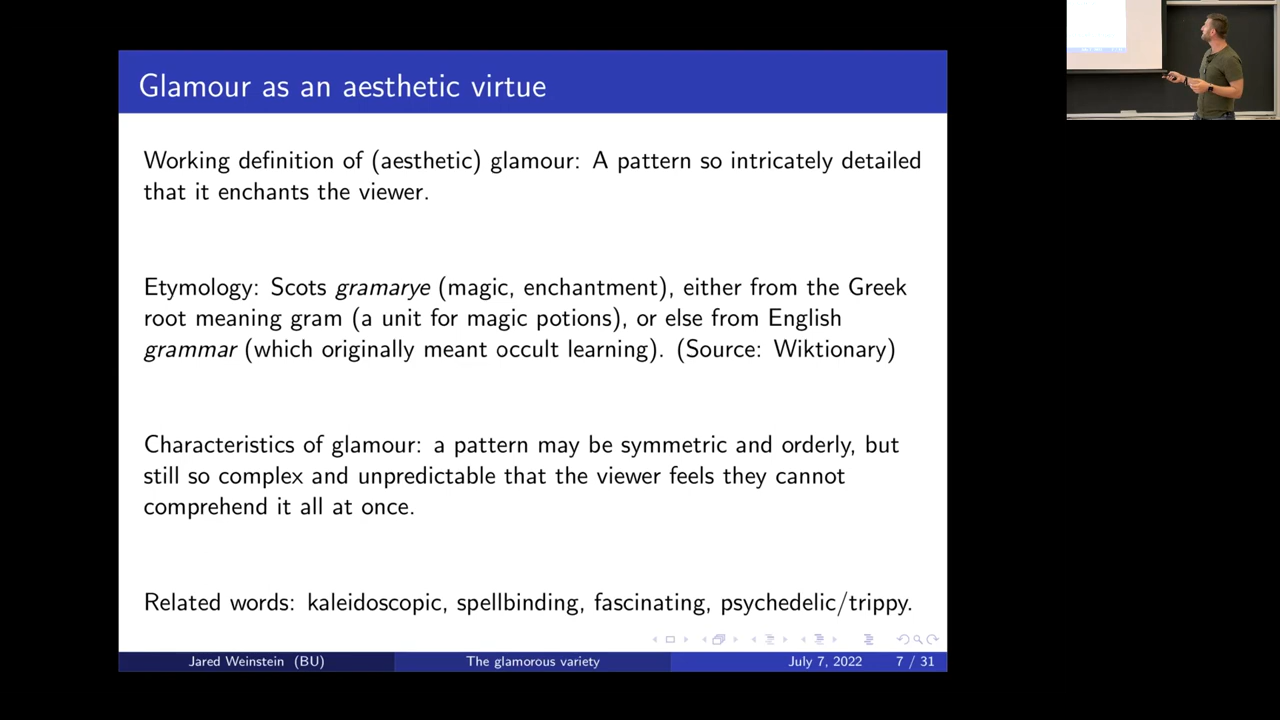 Glamour as an aesthetic virtue
Working definition of (aesthetic) glamour: A pattern so intricately detailed
that it enchants the viewer.
Etymology: Scots gramarye (magic, enchantment), either from the Greek
root meaning gram (a unit for magic potions), or else from English
grammar (which originally meant occult learning). (Source: Wiktionary)
Characteristics of glamour: a pattern may be symmetric and orderly, but
still so complex and unpredictable that the viewer feels they cannot
comprehend it all at once.
Related words: kaleidoscopic, spellbinding, fascinating, psychedelic/trippy.
Jared Weinstein (BU) The glamorous variety July 7, 2022 7 / 31